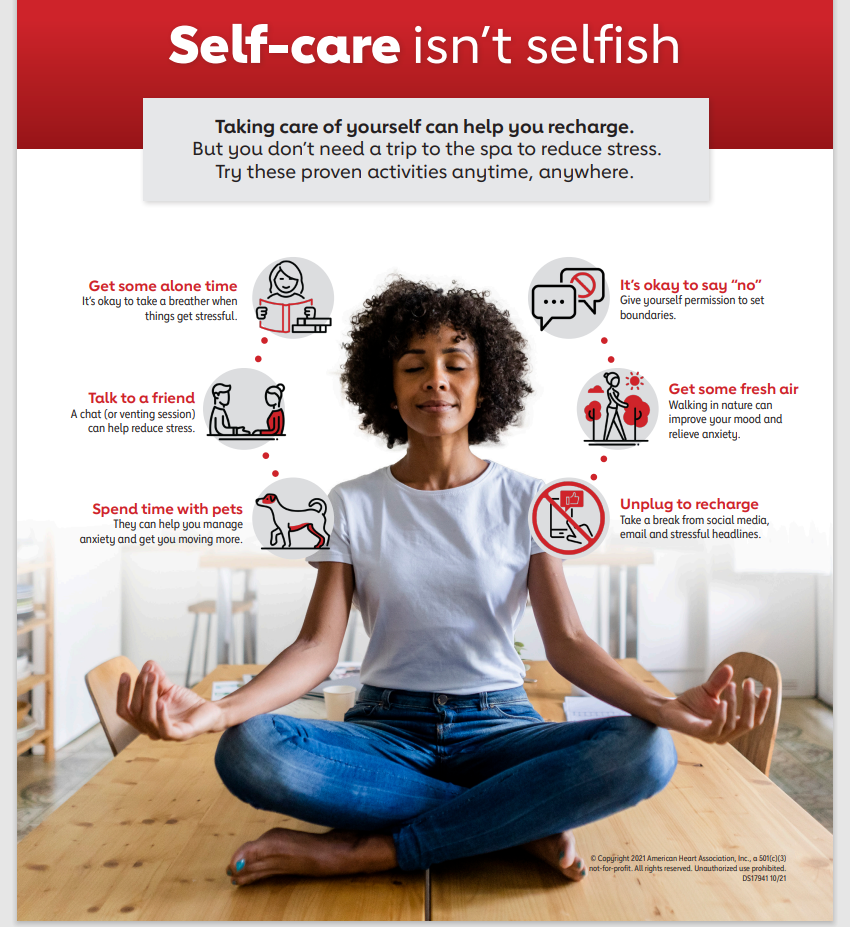 Self-care isn't selfish
Taking care of yourself can help you recharge.
But you don't need a trip to the spa to reduce stress.
Try these proven activities anytime, anywhere.
Get some alone time
It's okay to take a breather when
things get stressful.
Talk to a friend
A chat (or venting session)
can help reduce stress.
Spend time with pets
They can help you manage
anxiety and get you moving more.
It's okay to say "no"
Give yourself permission to set
boundaries.
Get some fresh air
Walking in nature can
improve your mood and
relieve anxiety.
Unplug to recharge
Take a break from social media,
email and stressful headlines.
© Copyright 2021 American Heart Association, Inc., a 501(c)(3)
not-for-profit. All rights reserved. Unauthorized use prohibited.
DS17941 10/21